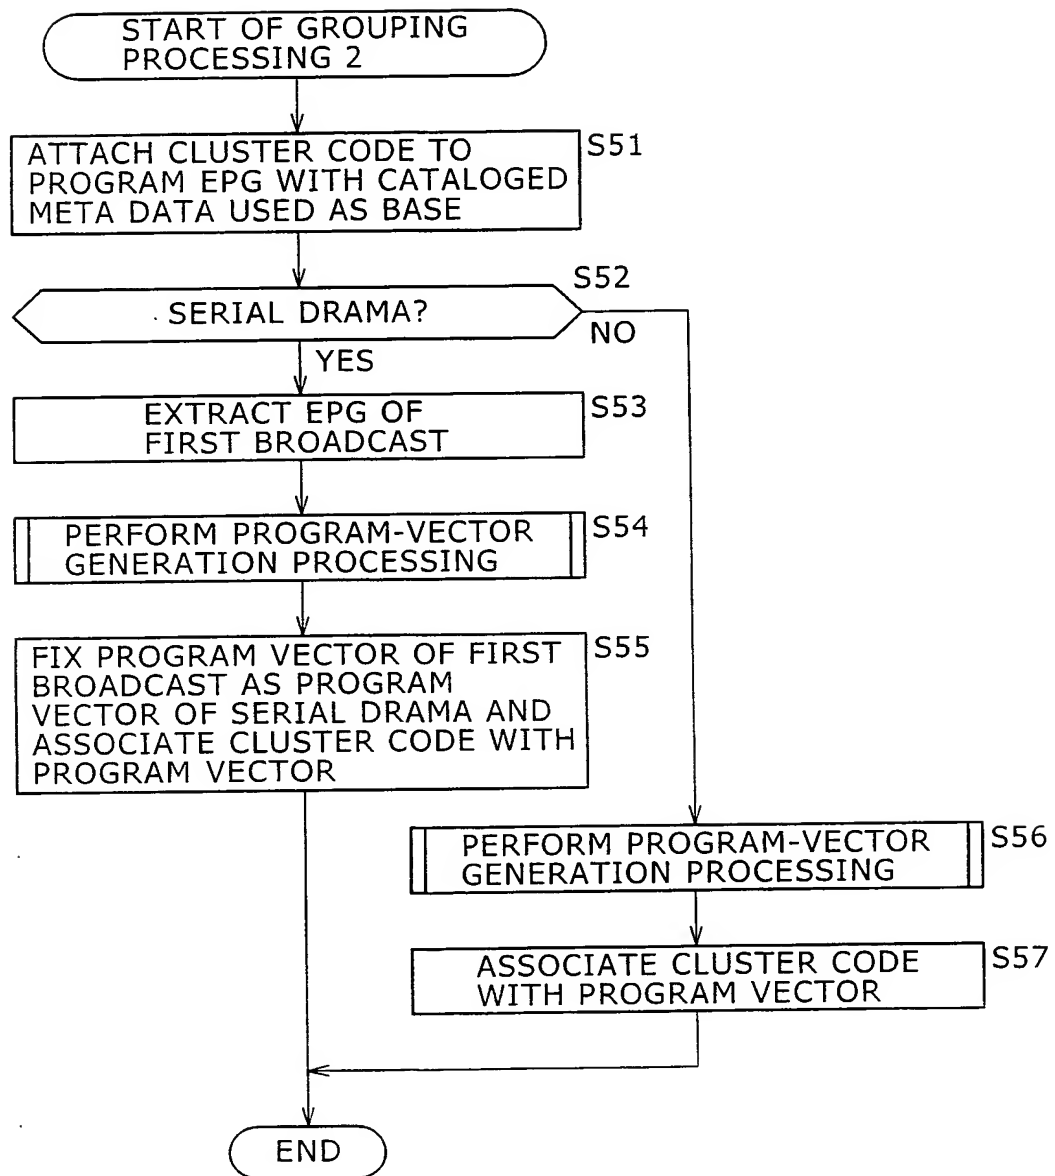 START OF GROUPING
PROCESSING 2
ATTACH CLUSTER CODE TO
PROGRAM EPG WITH CATALOGED
META DATA USED AS BASE
S51
SERIAL DRAMA?
S52
NO
YES
EXTRACT EPG OF
FIRST BROADCAST
S53
PERFORM PROGRAM-VECTOR
GENERATION PROCESSING
S54
FIX PROGRAM VECTOR OF FIRST
BROADCAST AS PROGRAM
VECTOR OF SERIAL DRAMA AND
ASSOCIATE CLUSTER CODE WITH
PROGRAM VECTOR
S55
PERFORM PROGRAM-VECTOR
GENERATION PROCESSING
S56
ASSOCIATE CLUSTER CODE
WITH PROGRAM VECTOR
S57
END